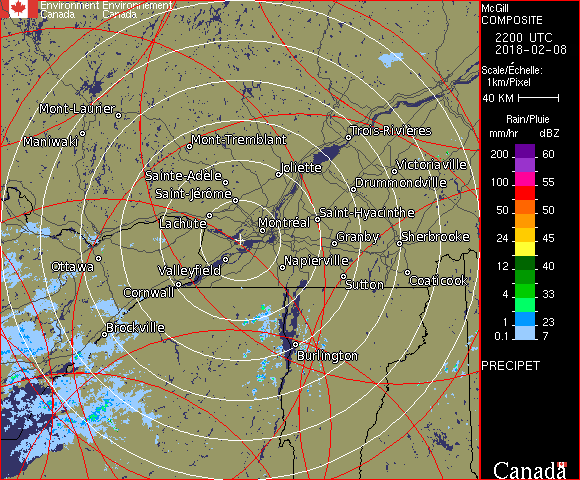 Environment Environnement
Canada Canada
McGill
COMPOSITE
2200 UTC
2018-02-08
Scale/Échelle:
1km/Pixel
40 KM
Rain/Pluie
mm/hr dBZ
200 60
100 55
50 50
24 45
12 40
4 33
1 23
0.1 7
PRECIPET
Canada
Mont-Laurier
Maniwaki
Mont-Tremblant
Trois-Rivières
Sainte-Adèle
Joliette
Victoriaville
Saint-Jérôme
Drummondville
Lachute
Montréal
Saint-Hyacinthe
Granby
Sherbrooke
Ottawa
Valleyfield
Napierville
Cornwall
Sutton
Coaticook
Brockville
Burlington